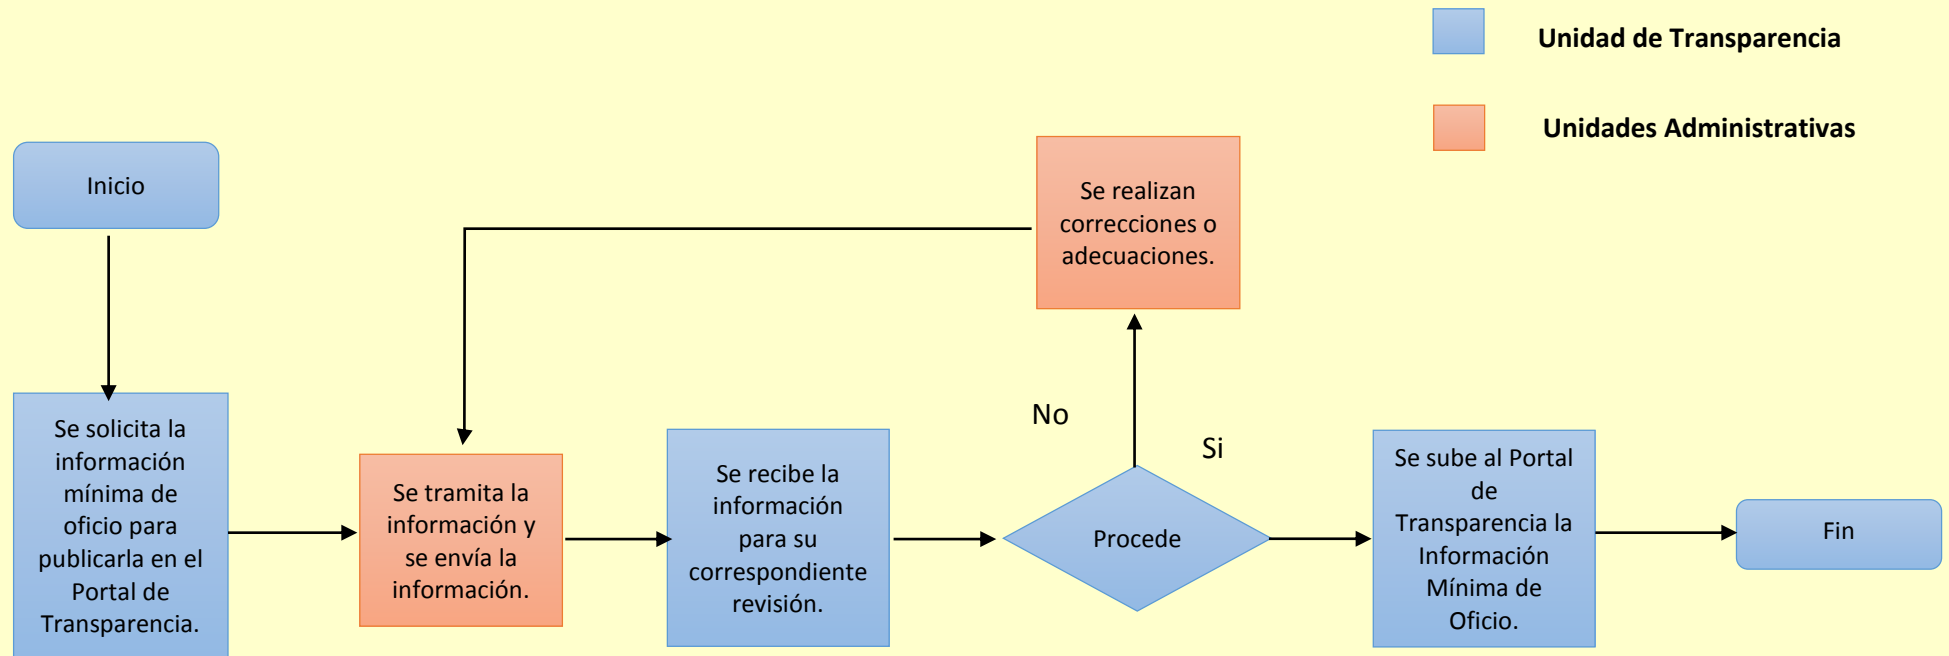 Unidad de Transparencia
Unidades Administrativas
Inicio
Se realizan
correcciones o
adecuaciones.
No
Si
Se solicita la
información
mínima de
oficio para
publicarla en el
Portal de
Transparencia.
Se tramita la
información y
se envía la
información.
Se recibe la
información
para su
correspondiente
revisión.
Procede
Se sube al Portal
de
Transparencia la
Información
Mínima de
Oficio.
Fin